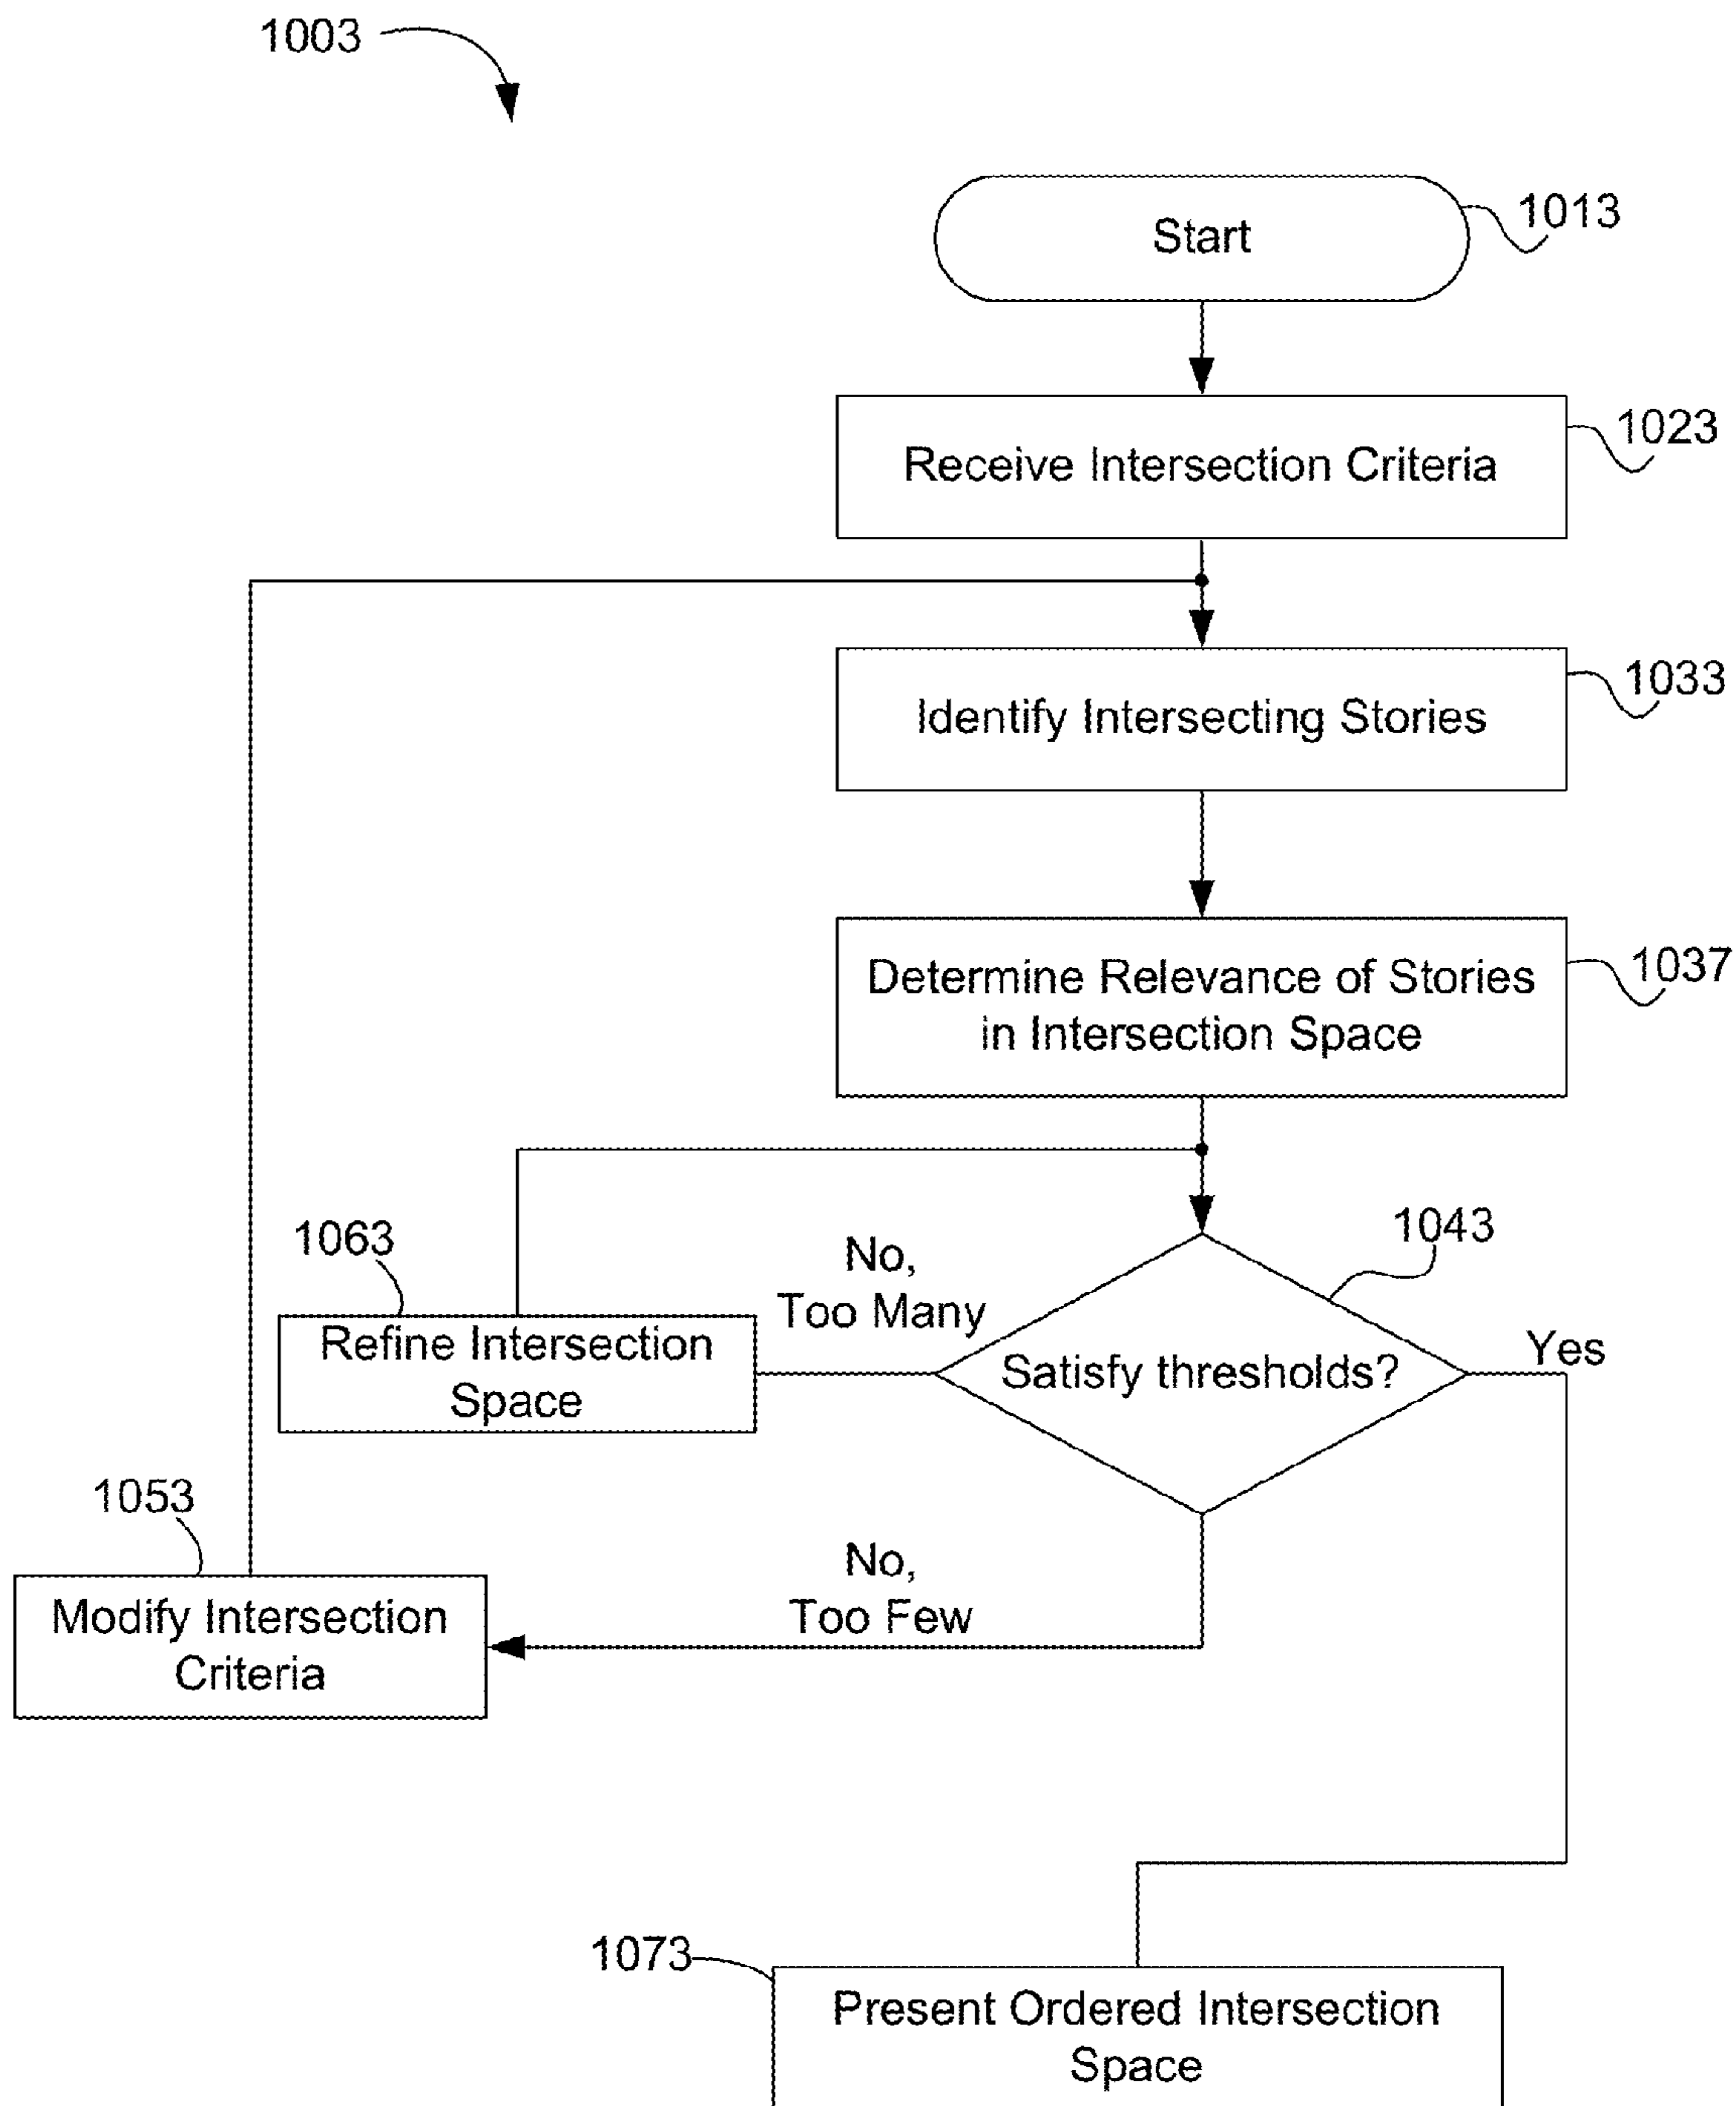 1003
Start
1013
Receive Intersection Criteria
1023
Identify Intersecting Stories
1033
Determine Relevance of Stories
in Intersection Space
1037
1063
Refine Intersection
Space
No,
Too Many
1043
Satisfy thresholds?
Yes
1053
Modify Intersection
Criteria
No,
Too Few
1073
Present Ordered Intersection
Space